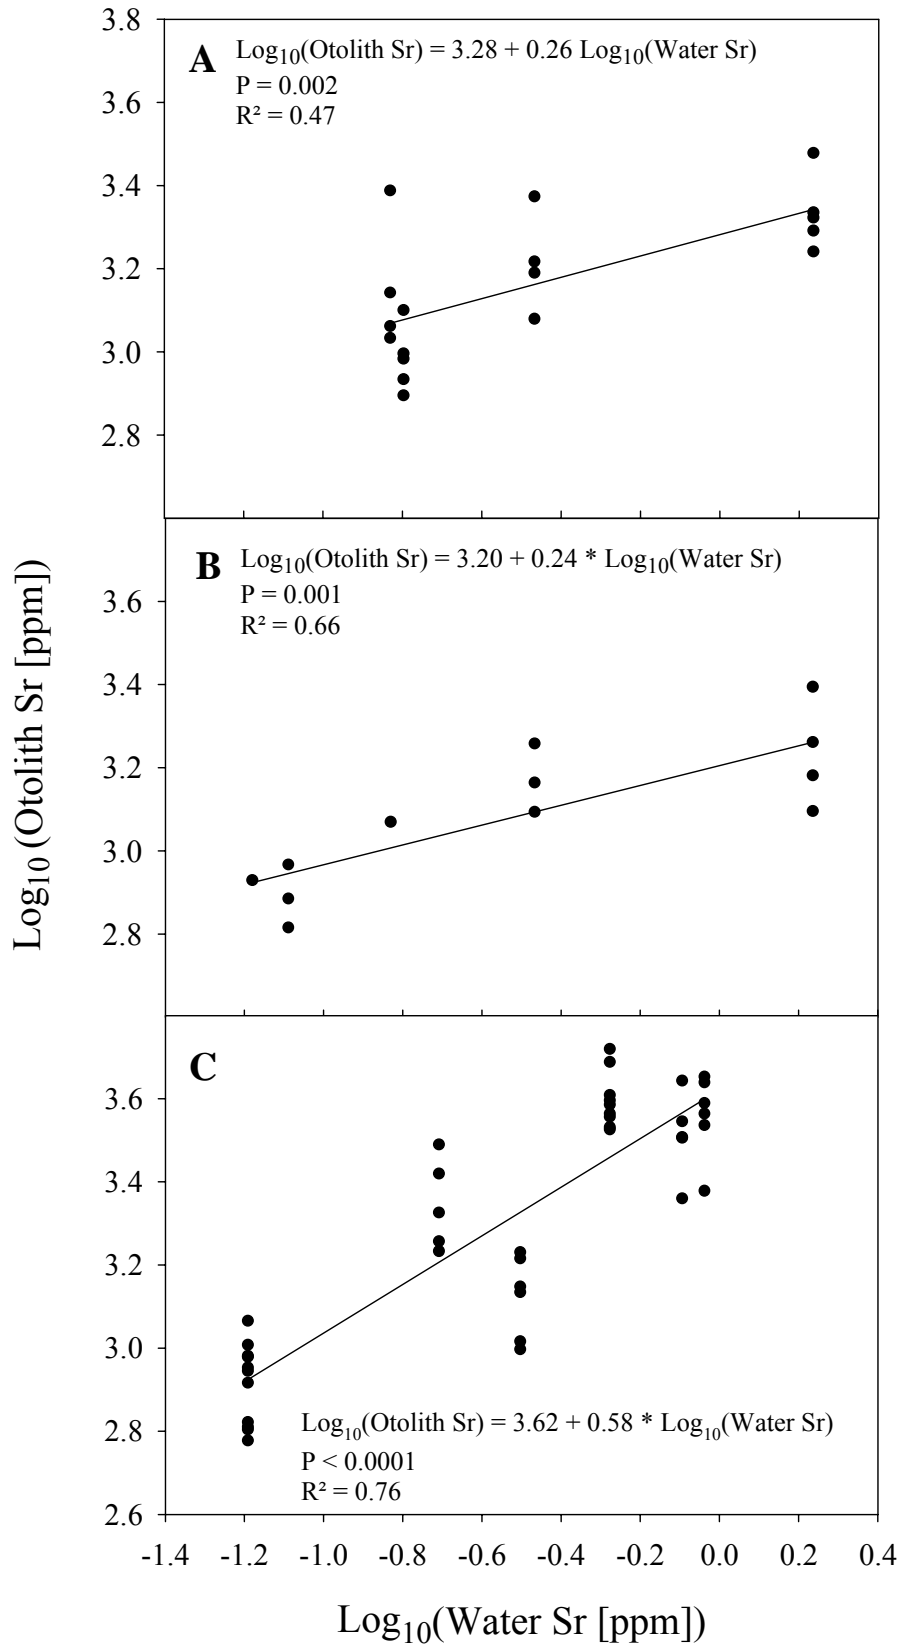 3.8
A Log10(Otolith Sr) = 3.28 + 0.26 Log10(Water Sr)
P = 0.002
R² = 0.47
3.6
3.4
3.2
3.0
2.8
B Log10(Otolith Sr) = 3.20 + 0.24 * Log10(Water Sr)
P = 0.001
R² = 0.66
3.6
3.4
3.2
3.0
2.8
Log10 (Otolith Sr [ppm])
C
3.6
3.4
3.2
3.0
2.8
2.6
Log10(Otolith Sr) = 3.62 + 0.58 * Log10(Water Sr)
P < 0.0001
R² = 0.76
-1.4 -1.2 -1.0 -0.8 -0.6 -0.4 -0.2 0.0 0.2 0.4
Log10(Water Sr [ppm])